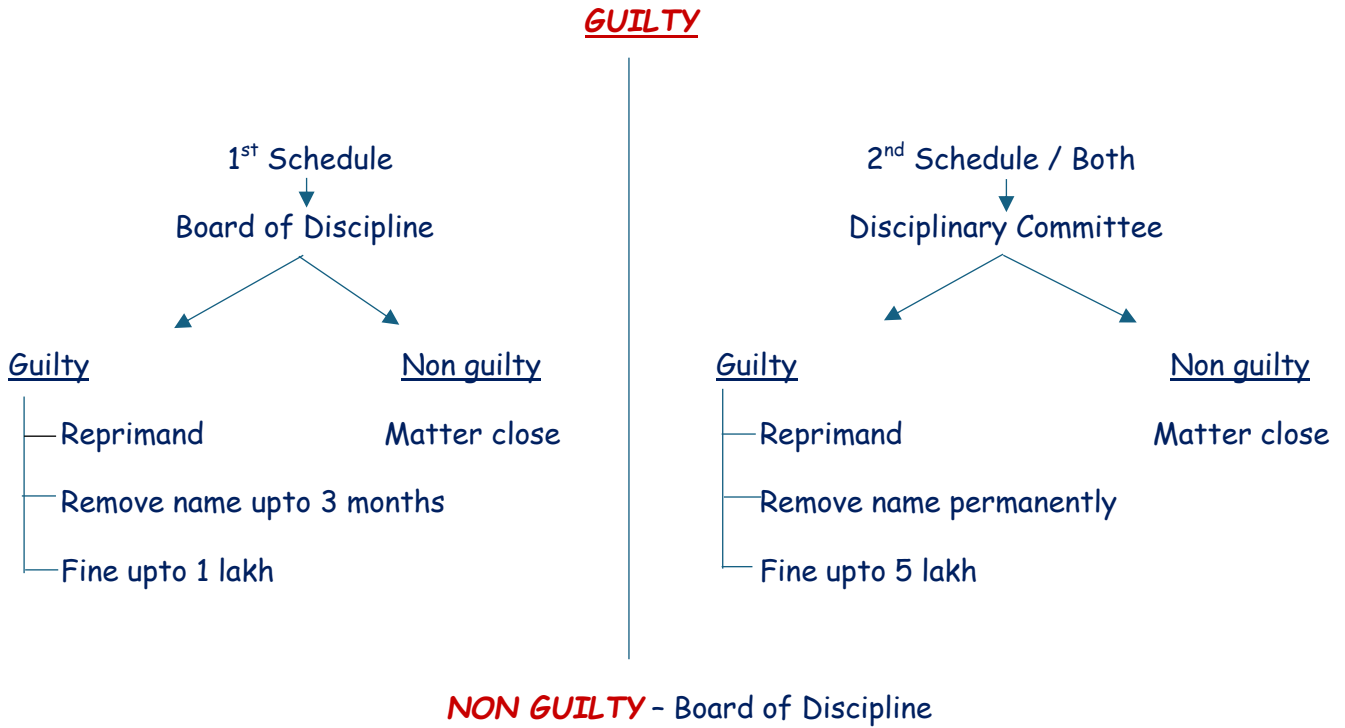 GUILTY
1st Schedule
Board of Discipline
Guilty
Non guilty
Reprimand
Matter close
Remove name upto 3 months
Fine upto 1 lakh
2nd Schedule / Both
Disciplinary Committee
Guilty
Non guilty
Reprimand
Matter close
Remove name permanently
Fine upto 5 lakh
NON GUILTY – Board of Discipline